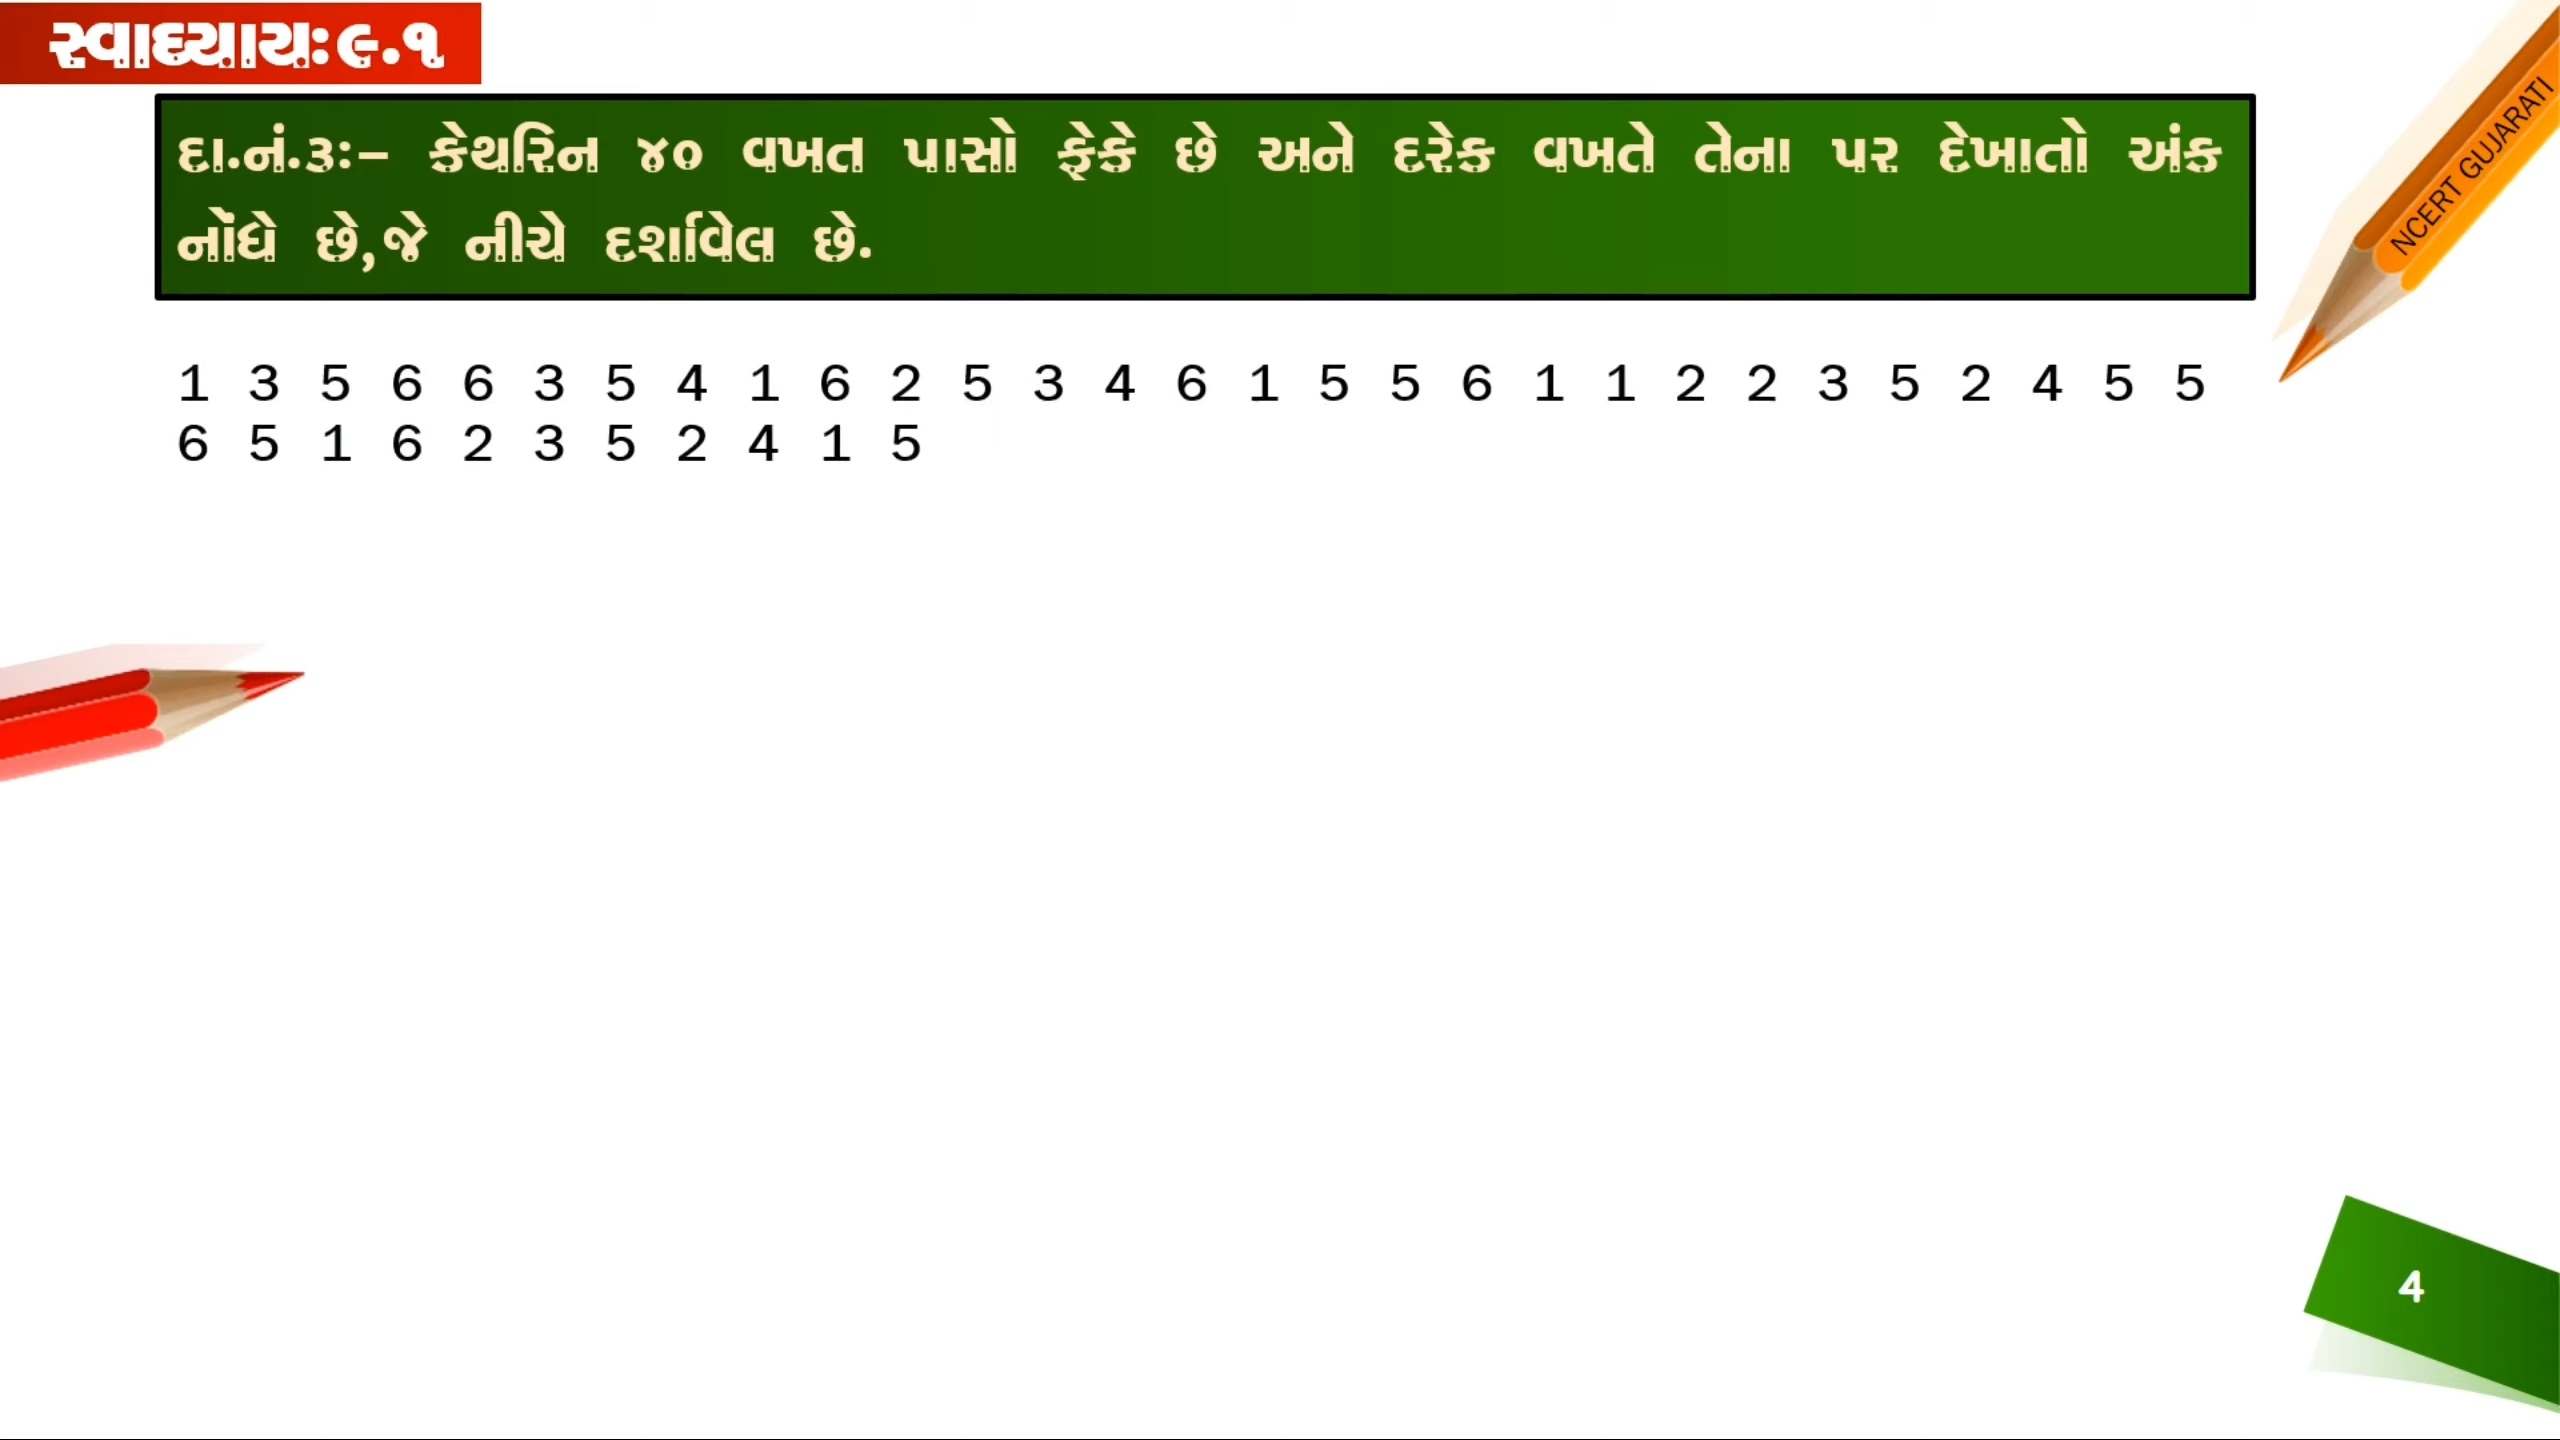 સ્વાધ્યાયઃ૯.૧
દા.નં.૩ઃ– કેથરિન ૪૦ વખત પાસો ફેકે છે અને દરેક વખતે તેના પર દેખાતો અંક
નોંધે છે,જે નીચે દર્શાવેલ છે.
NCERT GUJARATI
1 3 5 6 6 3 5 4 1 6 2 5 3 4 6 1 5 5 6 1 1 2 2 3 5 2 4 5 5
6 5 1 6 2 3 5 2 4 1 5
4